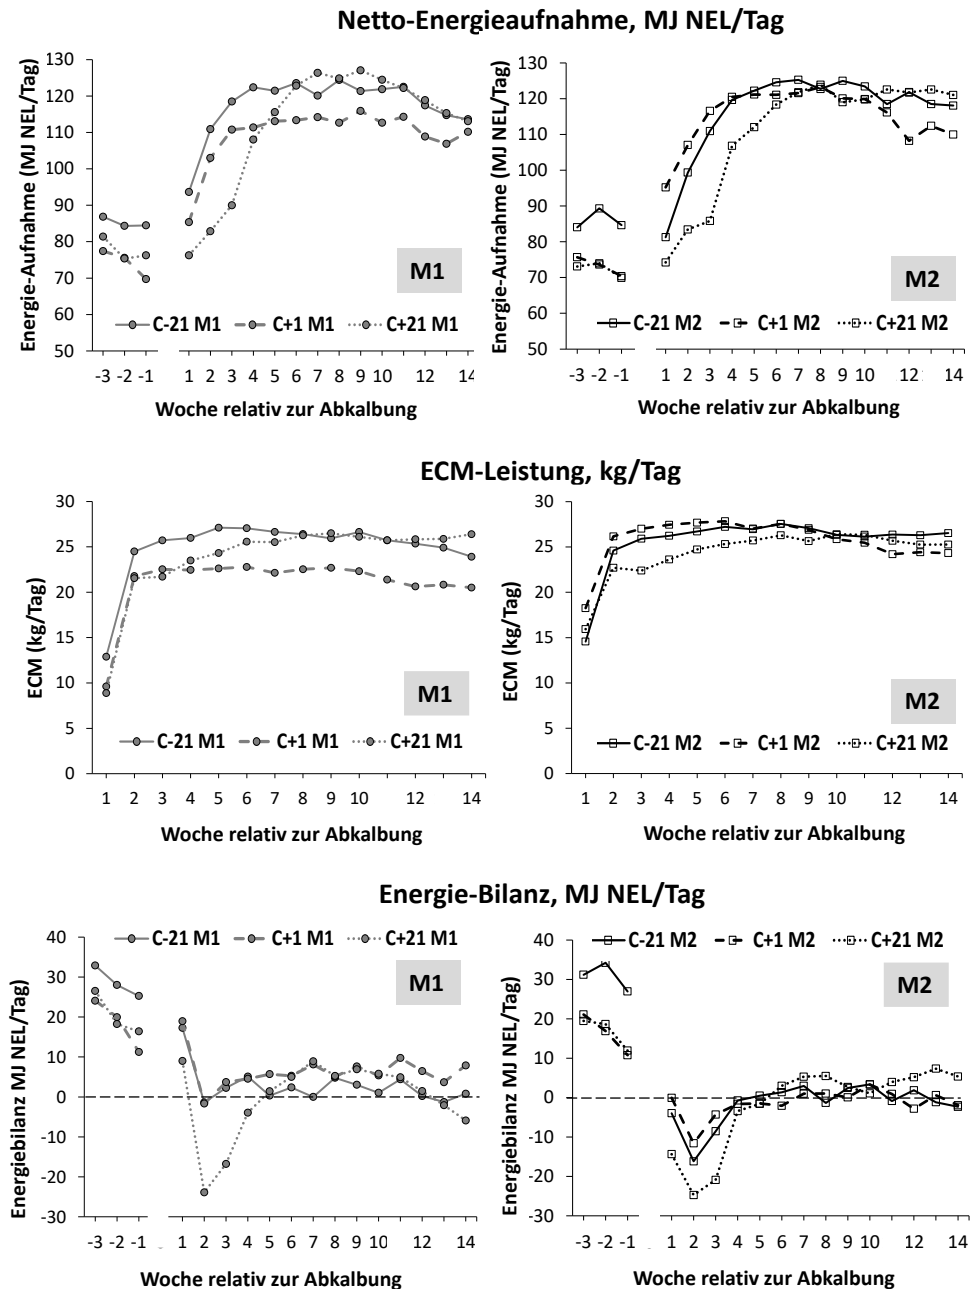 Netto-Energieaufnahme, MJ NEL/Tag
Energie-Aufnahme (MJ NEL/Tag)
130
120
110
100
90
80
70
60
50
M1
C-21 M1 C+1 M1 C+21 M1
-3 -2 -1 1 2 3 4 5 6 7 8 9 10 12 14
Woche relativ zur Abkalbung
Energie-Aufnahme (MJ NEL/Tag)
130
120
110
100
90
80
70
60
50
M2
C-21 M2 C+1 M2 C+21 M2
-3 -2 -1 1 2 3 4 5 6 7 8 9 10 12 14
Woche relativ zur Abkalbung
ECM-Leistung, kg/Tag
ECM (kg/Tag)
30
25
20
15
10
5
0
M1
C-21 M1 C+1 M1 C+21 M1
1 2 3 4 5 6 7 8 9 10 12 14
Woche relativ zur Abkalbung
ECM (kg/Tag)
30
25
20
15
10
5
0
M2
C-21 M2 C+1 M2 C+21 M2
1 2 3 4 5 6 7 8 9 10 12 14
Woche relativ zur Abkalbung
Energie-Bilanz, MJ NEL/Tag
Energiebilanz MJ NEL/Tag)
C-21 M1 C+1 M1 C+21 M1
40
30
20
10
0
-10
-20
-30
M1
-3 -2 -1 1 2 3 4 5 6 7 8 9 10 12 14
Woche relativ zur Abkalbung
Energiebilanz MJ NEL/Tag)
C-21 M2 C+1 M2 C+21 M2
40
30
20
10
0
-10
-20
-30
M2
-3 -2 -1 1 2 3 4 5 6 7 8 9 10 12 14
Woche relativ zur Abkalbung